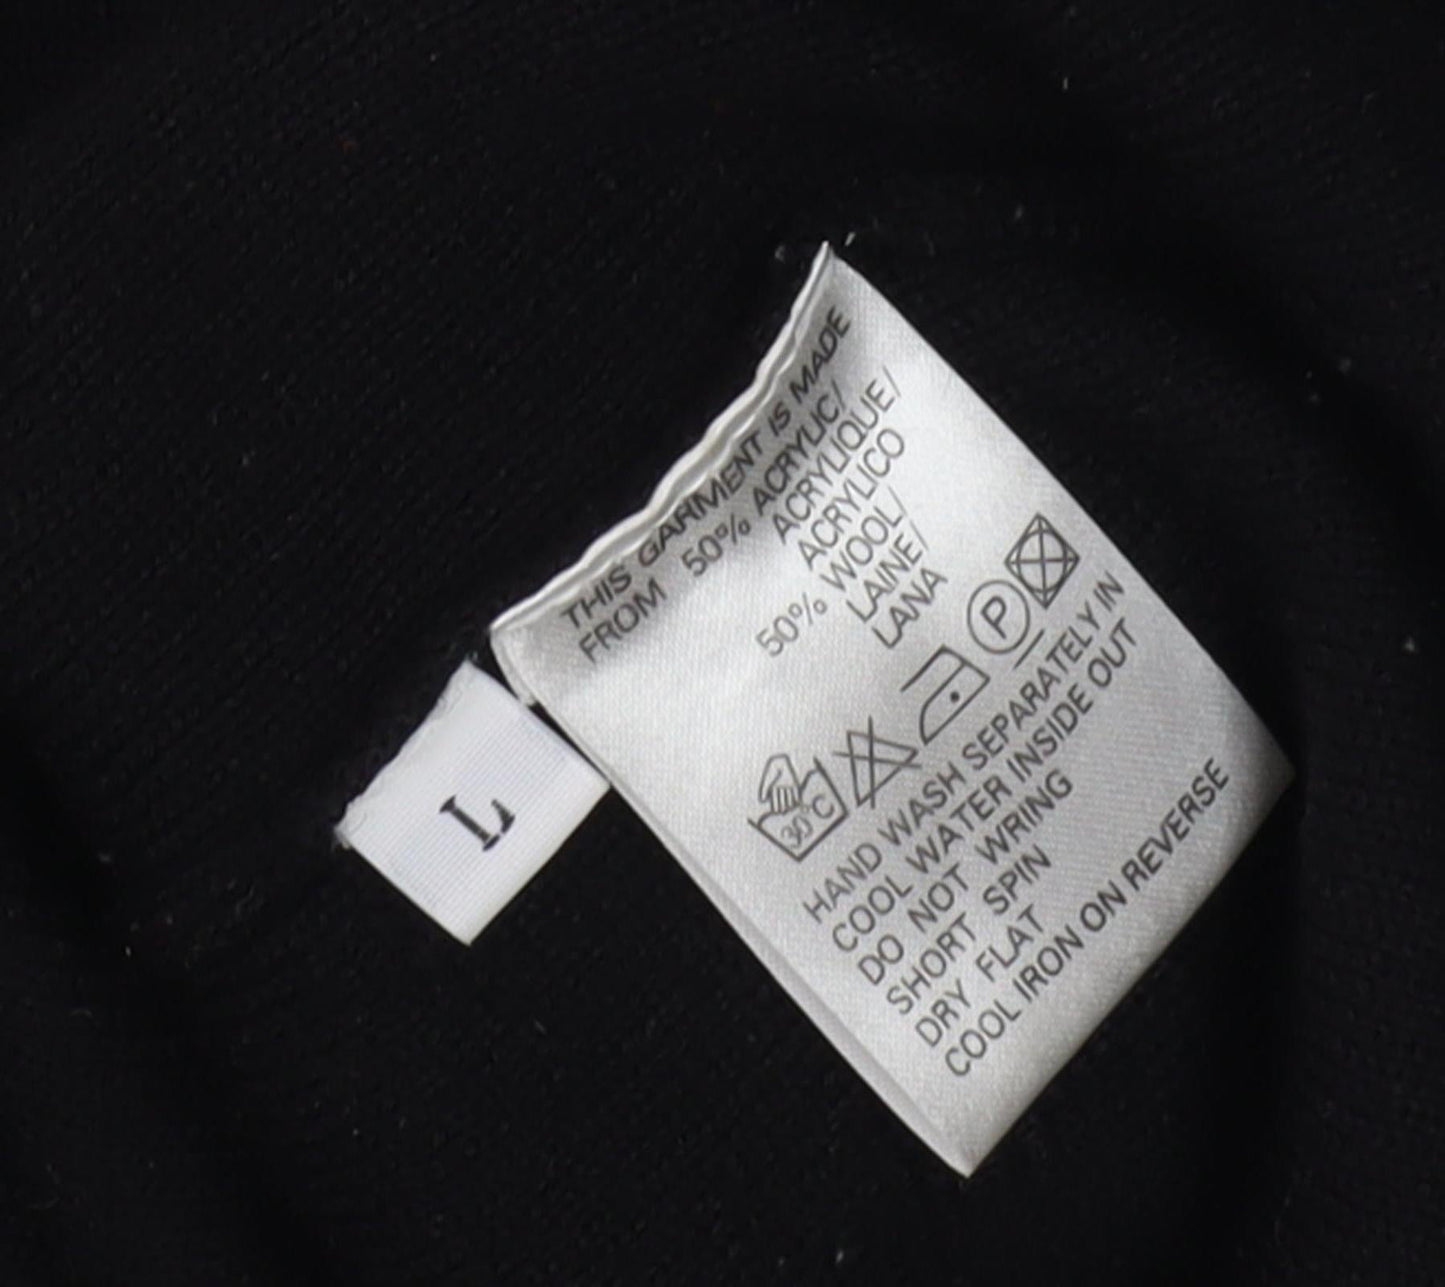 THIS GARMENT IS MADE
FROM 50% ACRYLIC/
ACRYLIQUE/
ACRYLICO
50% WOOL/
LAINE/
LANA
30°C
P
HAND WASH SEPARATELY IN
COOL WATER INSIDE OUT
DO NOT WRING
SHORT SPIN
DRY FLAT
COOL IRON ON REVERSE
L